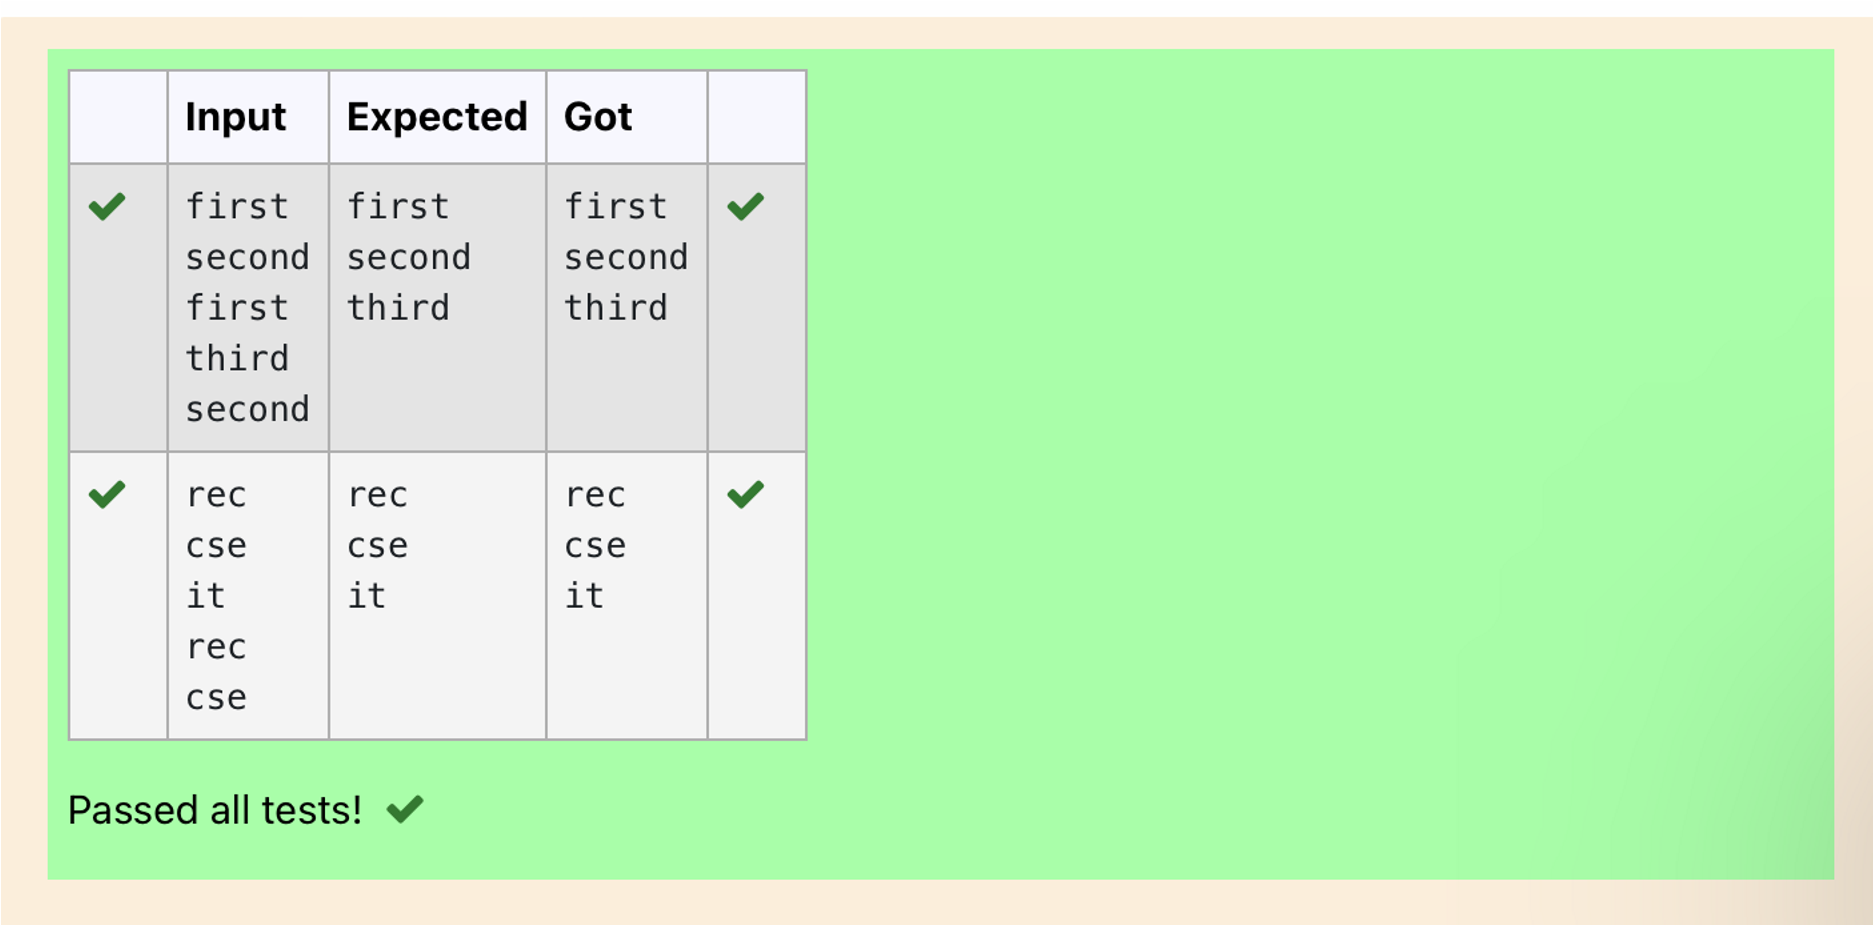 Input Expected Got
first first first
second second second
first third third
third
second
rec rec rec
cse cse cse
it it it
rec
cse
Passed all tests!